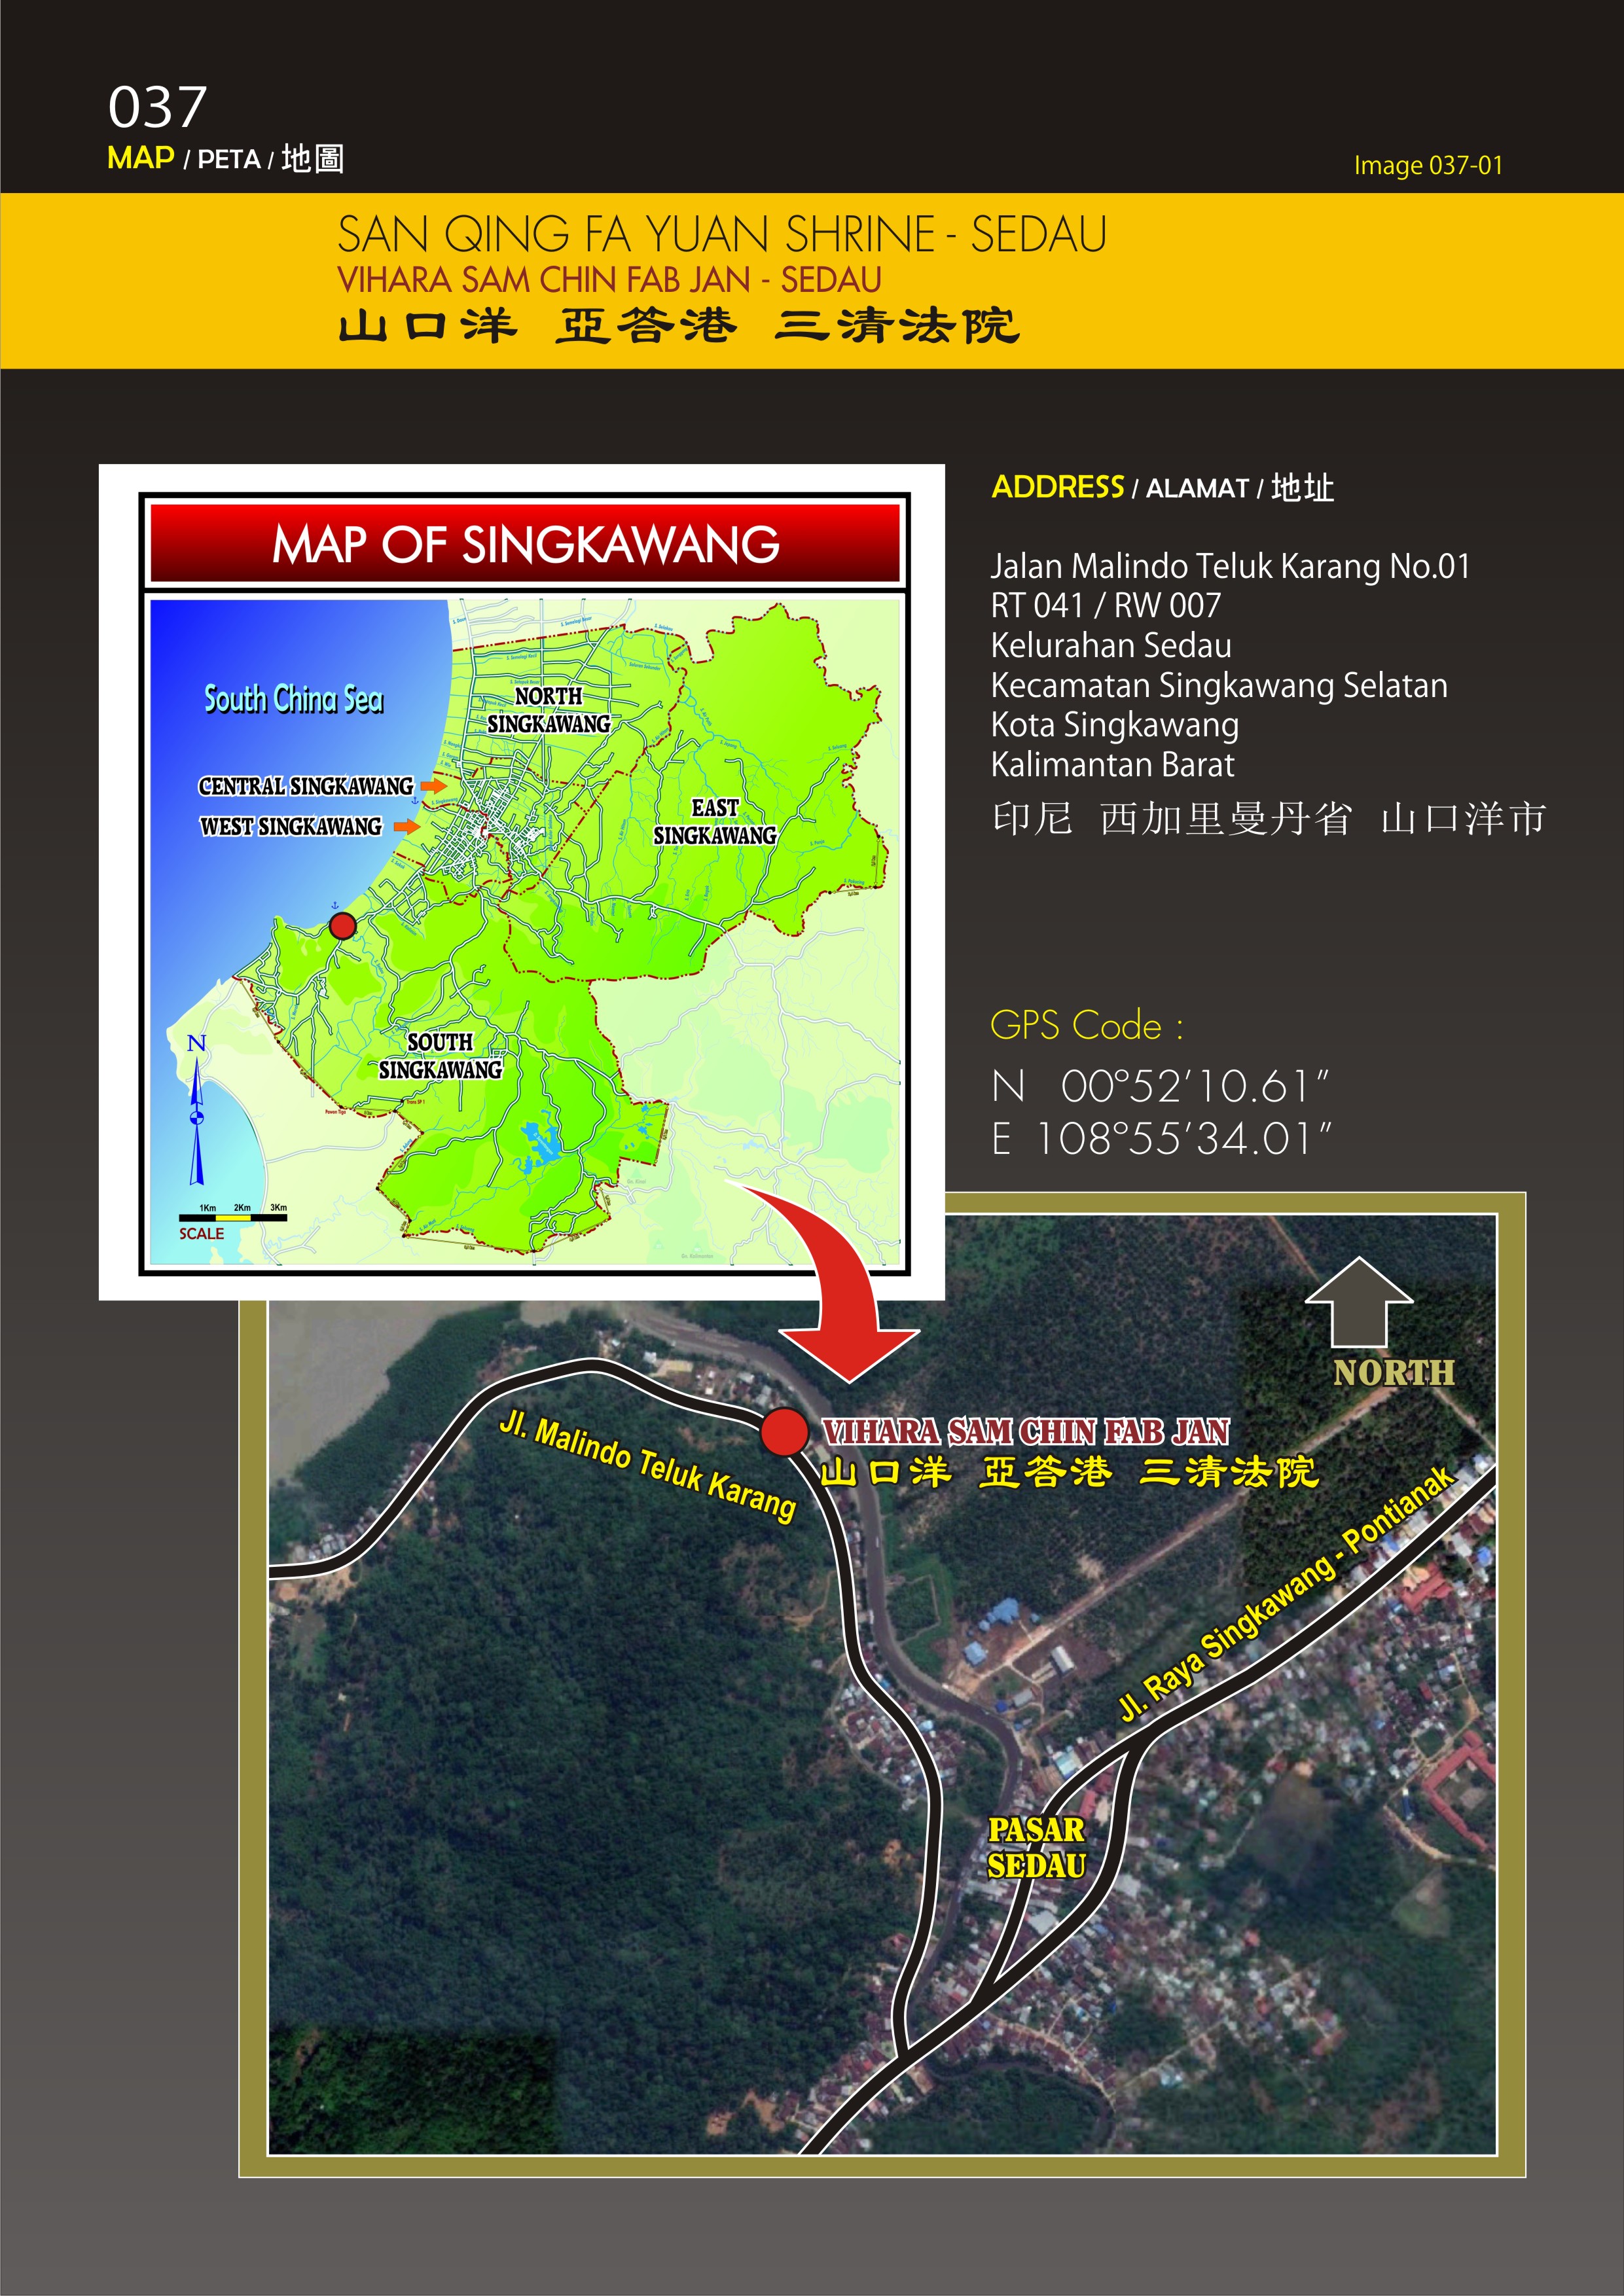 037
MAP / PETA / 地圖
Image 037-01
SAN QING FA YUAN SHRINE - SEDAU
VIHARA SAM CHIN FAB JAN - SEDAU
山口洋 亞答港 三清法院
MAP OF SINGKAWANG
South China Sea
NORTH
SINGKAWANG
CENTRAL SINGKAWANG
WEST SINGKAWANG
EAST
SINGKAWANG
SOUTH
SINGKAWANG
N
1Km 2Km 3Km
SCALE
ADDRESS / ALAMAT / 地址
Jalan Malindo Teluk Karang No.01
RT 041 / RW 007
Kelurahan Sedau
Kecamatan Singkawang Selatan
Kota Singkawang
Kalimantan Barat
印尼 西加里曼丹省 山口洋市
GPS Code :
N 00°52'10.61"
E 108°55'34.01"
NORTH
VIHARA SAM CHIN FAB JAN
山口洋 亞答港 三清法院
Jl. Malindo Teluk Karang
Jl. Raya Singkawang - Pontianak
PASAR
SEDAU